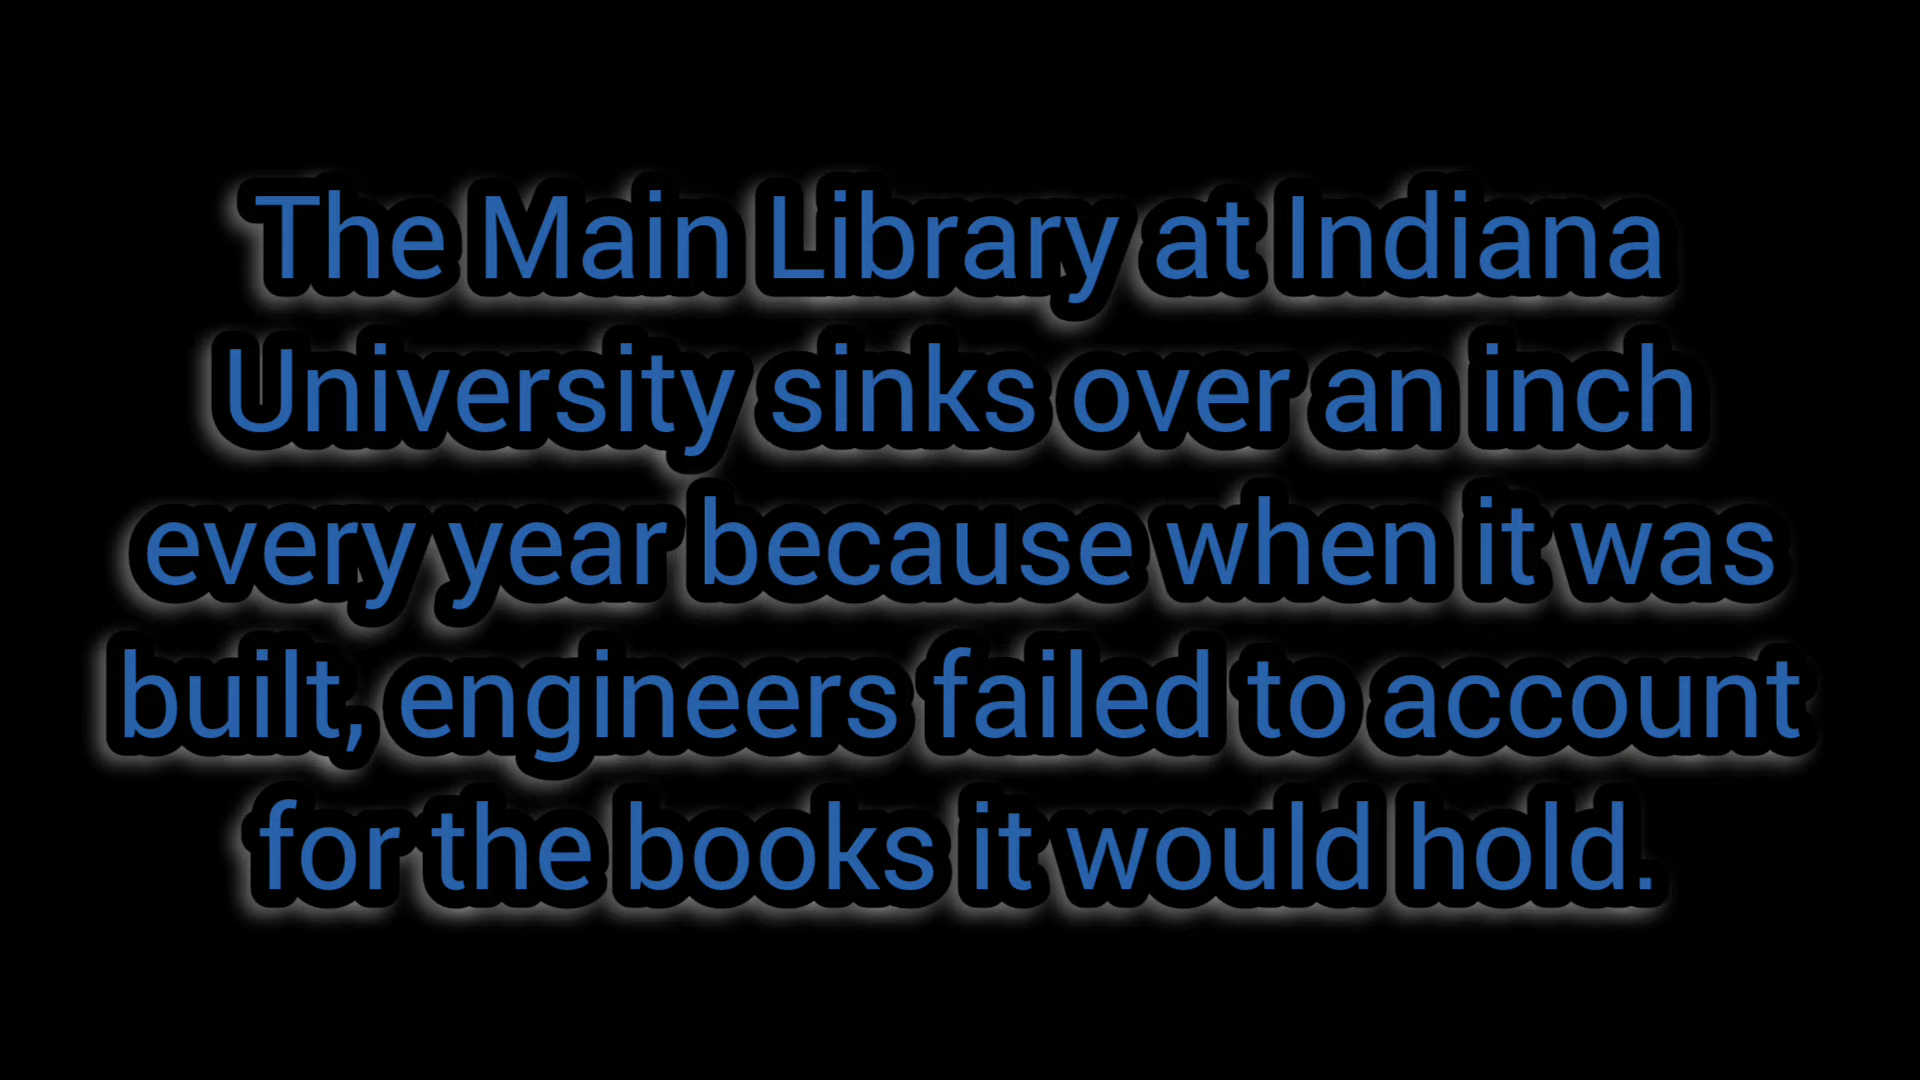 The Main Library at Indiana
University sinks over an inch
every year because when it was
built, engineers failed to account
for the books it would hold.